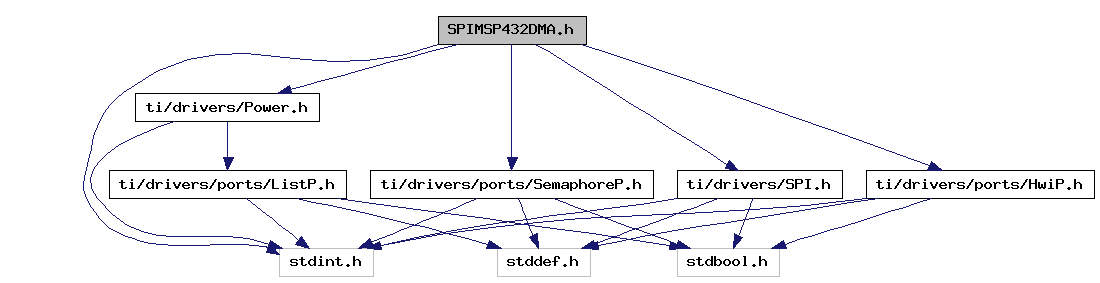 SPIMSP432DMA.h
ti/drivers/Power.h
ti/drivers/ports/ListP.h
ti/drivers/ports/SemaphoreP.h
ti/drivers/SPI.h
ti/drivers/ports/HwiP.h
stdint.h
stddef.h
stdbool.h